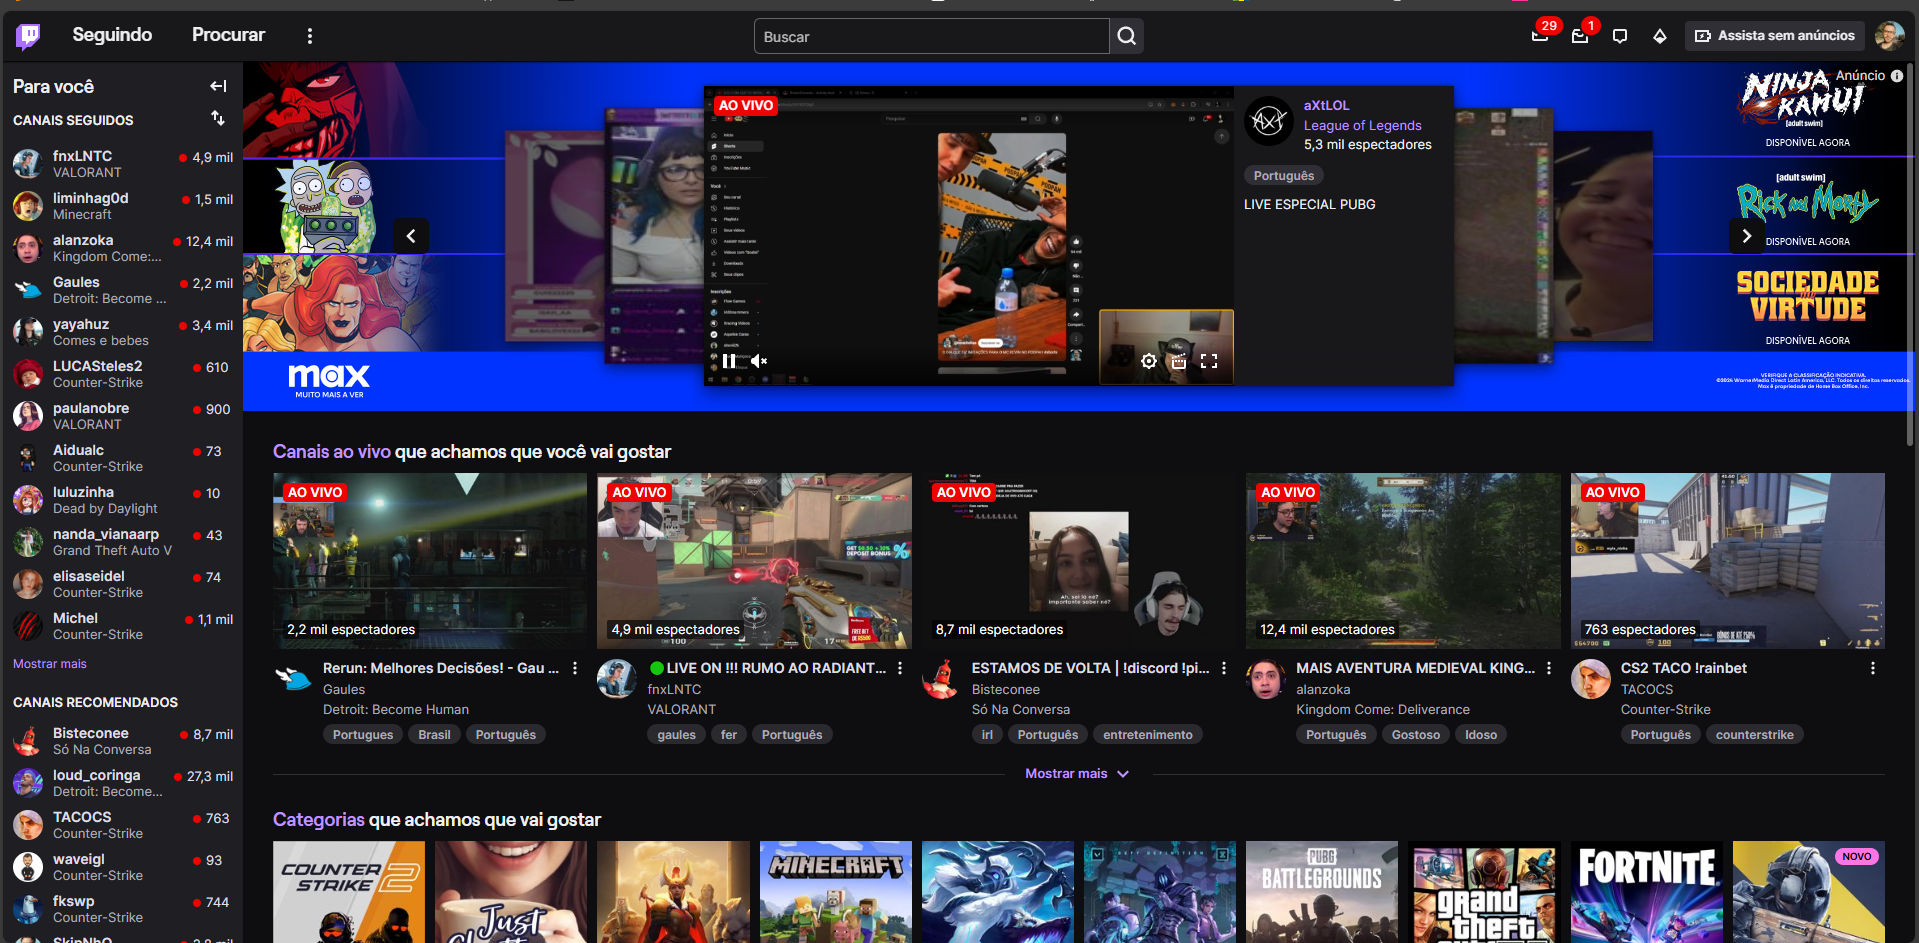 Seguindo
Procurar
Buscar
29
1
Assista sem anúncios
Para você
CANAIS SEGUIDOS
fnxLNTC
4,9 mil
VALORANT
liminhag0d
1,5 mil
Minecraft
alanzoka
12,4 mil
Kingdom Come:...
Gaules
2,2 mil
Detroit: Become ...
yayahuz
3,4 mil
Comes e bebes
LUCASteles2
610
Counter-Strike
paulanobre
900
VALORANT
Aidualc
73
Counter-Strike
luluzinha
10
Dead by Daylight
nanda_vianaarp
43
Grand Theft Auto V
elisaseidel
74
Counter-Strike
Michel
1,1 mil
Counter-Strike
Mostrar mais
CANAIS RECOMENDADOS
Bisteconee
8,7 mil
Só Na Conversa
loud_coringa
27,3 mil
Detroit: Become...
TACOCS
763
Counter-Strike
waveigl
93
Counter-Strike
fkswp
744
Counter-Strike
max
MUITO MAIS A VER
AO VIVO
aXtLOL
League of Legends
5,3 mil espectadores
Português
LIVE ESPECIAL PUBG
Anúncio
NINJA KAMUI
[adult swim]
DISPONÍVEL AGORA
[adult swim]
RICK AND MORTY
DISPONÍVEL AGORA
SOCIEDADE
VIRTUDE
DISPONÍVEL AGORA
VERIFIQUE A CLASSIFICAÇÃO INDICATIVA.
Canais ao vivo que achamos que você vai gostar
AO VIVO
2,2 mil espectadores
Rerun: Melhores Decisões! - Gau ...
Gaules
Detroit: Become Human
Portugues
Brasil
Português
AO VIVO
4,9 mil espectadores
LIVE ON !!! RUMO AO RADIANT...
fnxLNTC
VALORANT
gaules
fer
Português
AO VIVO
Ah, sei lá né?
importante saber né?
8,7 mil espectadores
ESTAMOS DE VOLTA | !discord !pi...
Bisteconee
Só Na Conversa
irl
Português
entretenimento
AO VIVO
12,4 mil espectadores
MAIS AVENTURA MEDIEVAL KING...
alanzoka
Kingdom Come: Deliverance
Português
Gostoso
Idoso
AO VIVO
763 espectadores
CS2 TACO !rainbet
TACOCS
Counter-Strike
Português
counterstrike
Mostrar mais
Categorias que achamos que vai gostar
COUNTER
STRIKE 2
Just
MINECRAFT
PUBG
BATTLEGROUNDS
grand
theft
FORTNITE
NOVO